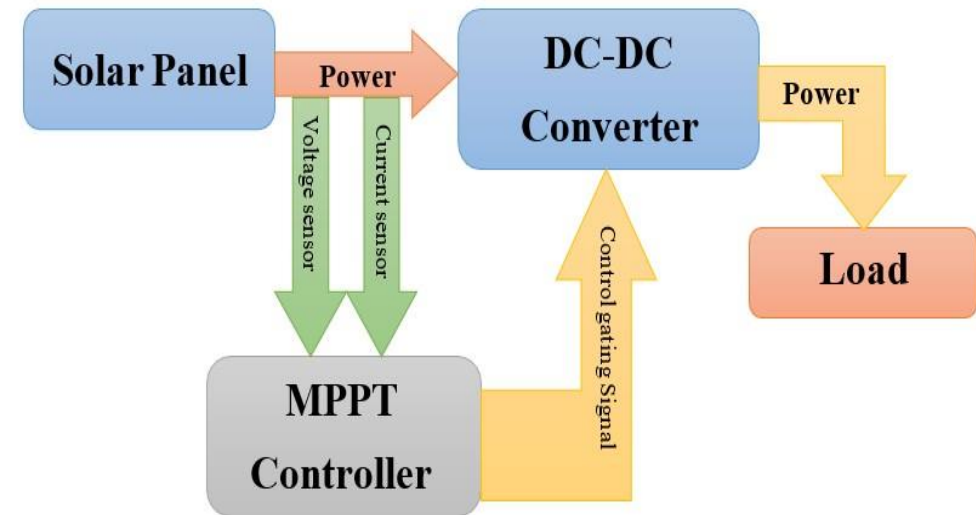 Solar Panel
Power
DC-DC
Converter
Power
Voltage sensor
Current sensor
Control gating Signal
Load
MPPT
Controller